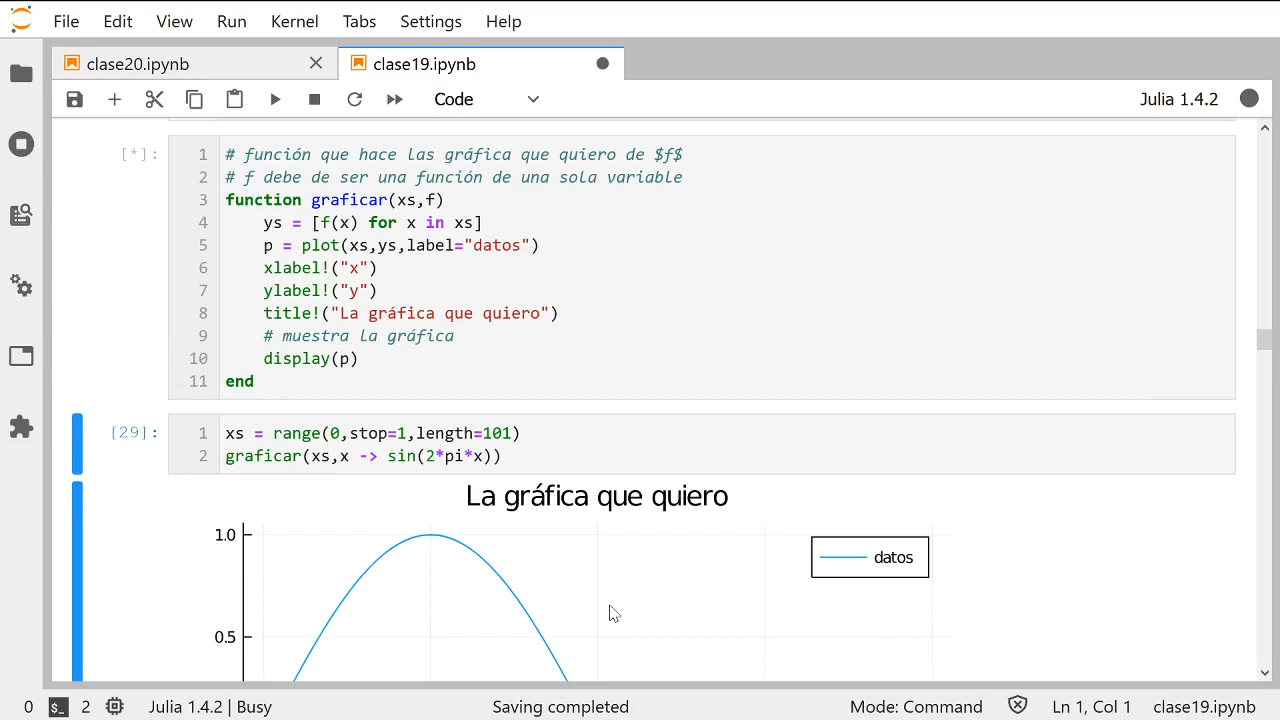 File Edit View Run Kernel Tabs Settings Help
clase20.ipynb clase19.ipynb
Code Julia 1.4.2
[*]:
1 # función que hace las gráfica que quiero de $f$
2 # f debe de ser una función de una sola variable
3 function graficar(xs,f)
4 ys = [f(x) for x in xs]
5 p = plot(xs,ys,label="datos")
6 xlabel!("x")
7 ylabel!("y")
8 title!("La gráfica que quiero")
9 # muestra la gráfica
10 display(p)
11 end
[29]:
1 xs = range(0,stop=1,length=101)
2 graficar(xs,x -> sin(2*pi*x))
La gráfica que quiero
1.0
datos
0.5
0 $_ 2 Julia 1.4.2 | Busy Saving completed Mode: Command Ln 1, Col 1 clase19.ipynb